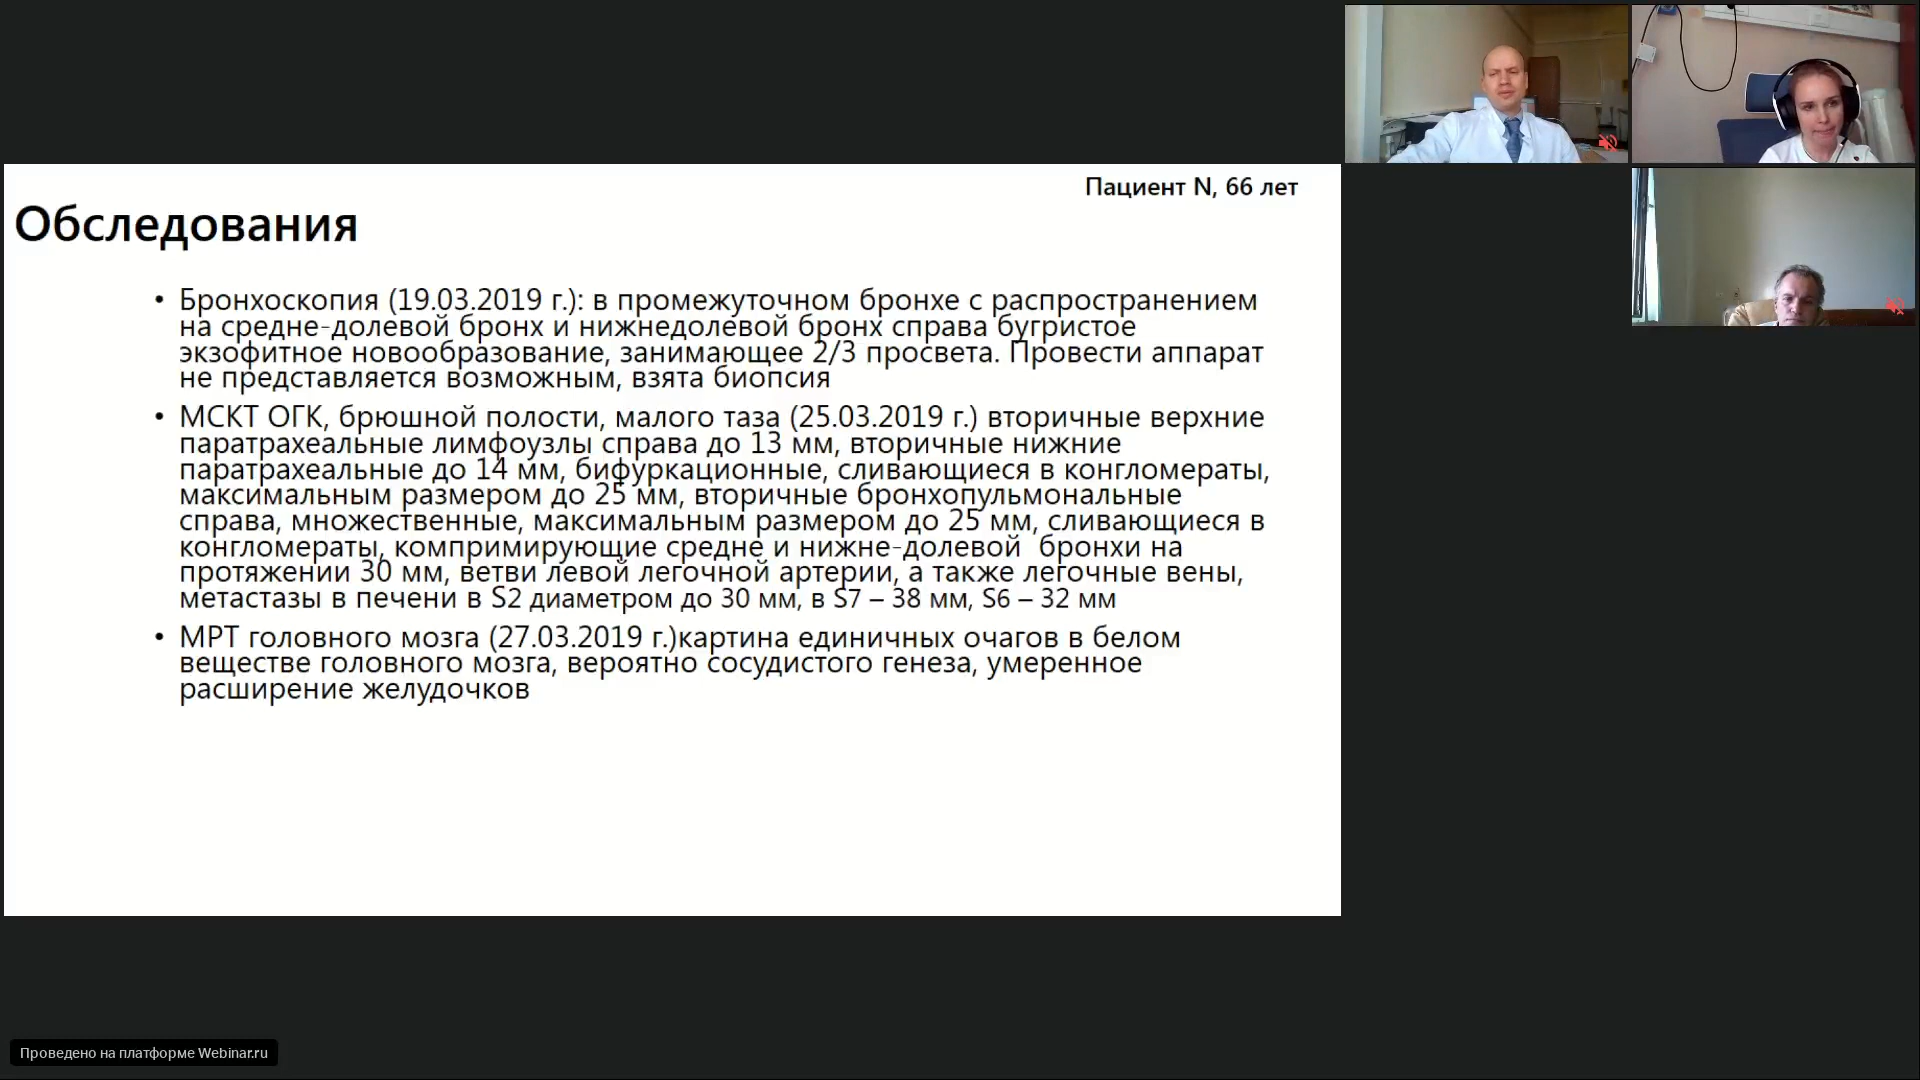 Пациент N, 66 лет
Обследования
• Бронхоскопия (19.03.2019 г.): в промежуточном бронхе с распространением
на средне-долевой бронх и нижнедолевой бронх справа бугристое
экзофитное новообразование, занимающее 2/3 просвета. Провести аппарат
не представляется возможным, взята биопсия
• МСКТ ОГК, брюшной полости, малого таза (25.03.2019 г.) вторичные верхние
паратрахеальные лимфоузлы справа до 13 мм, вторичные нижние
паратрахеальные до 14 мм, бифуркационные, сливающиеся в конгломераты,
максимальным размером до 25 мм, вторичные бронхопульмональные
справа, множественные, максимальным размером до 25 мм, сливающиеся в
конгломераты, компримирующие средне и нижне-долевой бронхи на
протяжении 30 мм, ветви левой легочной артерии, а также легочные вены,
метастазы в печени в S2 диаметром до 30 мм, в S7 – 38 мм, S6 – 32 мм
• МРТ головного мозга (27.03.2019 г.)картина единичных очагов в белом
веществе головного мозга, вероятно сосудистого генеза, умеренное
расширение желудочков
Проведено на платформе Webinar.ru